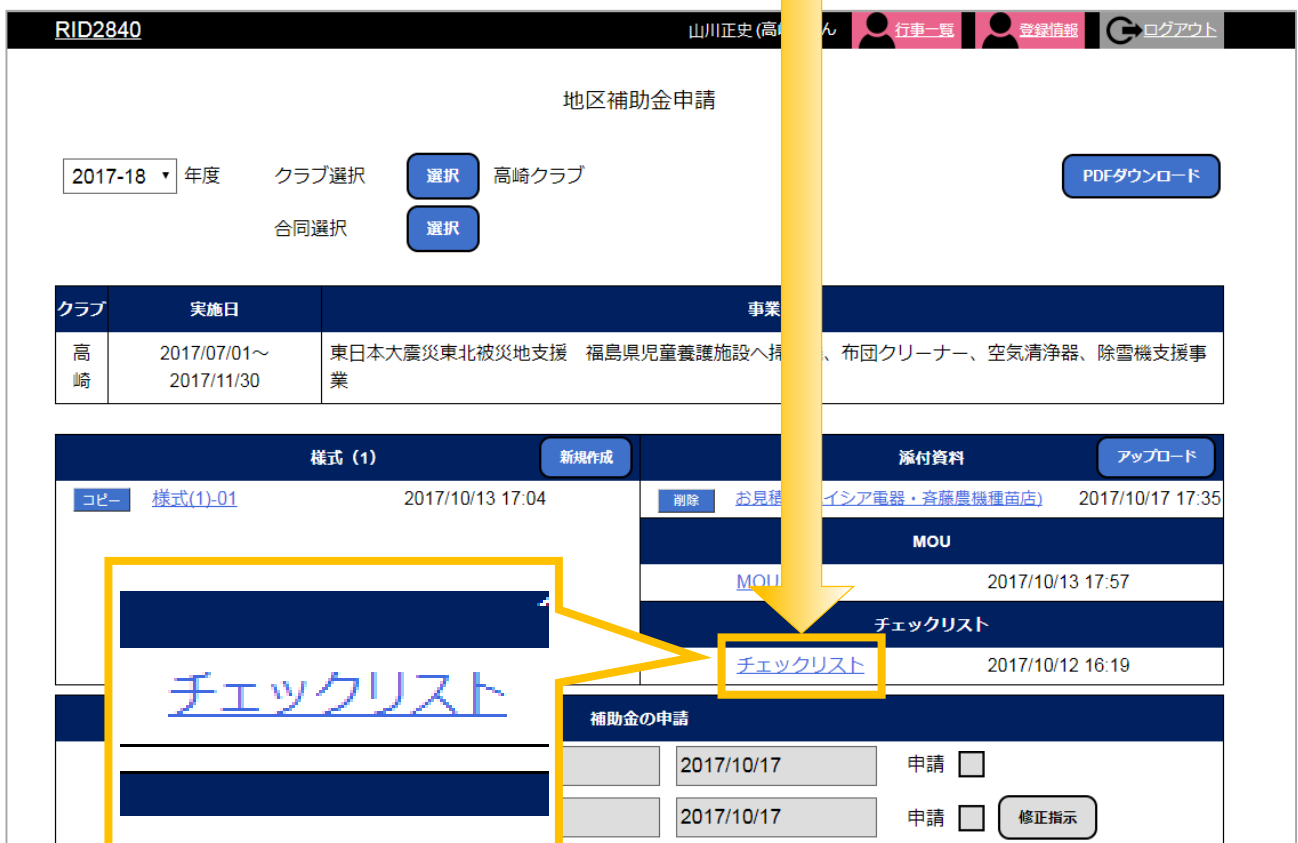 RID2840 山川正史(高 ん 行事一覧 登録情報 ログアウト
地区補助金申請
2017-18 年度 クラブ選択 選択 高崎クラブ PDFダウンロード
合同選択 選択
クラブ 実施日 事業
高崎 2017/07/01～ 東日本大震災東北被災地支援 福島県児童養護施設へ掃 、布団クリーナー、空気清浄器、除雪機支援事
2017/11/30 業
様式（1） 新規作成 添付資料 アップロード
コピー 様式(1)-01 2017/10/13 17:04 削除 お見積 イシア電器・斉藤農機種苗店) 2017/10/17 17:35
MOU
MOU 2017/10/13 17:57
チェックリスト
チェックリスト 2017/10/12 16:19
チェックリスト
補助金の申請
2017/10/17 申請
2017/10/17 申請 修正指示